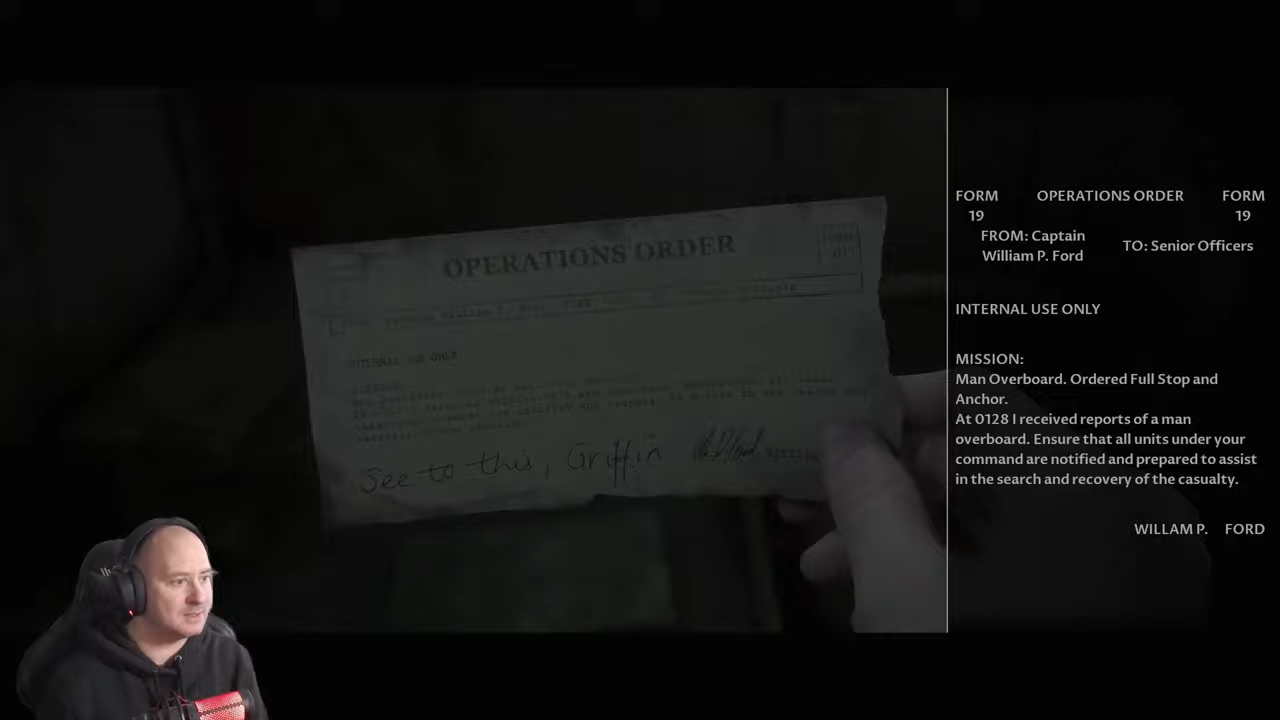 OPERATIONS ORDER
INTERNAL USE ONLY
See to this, Griffin
FORM 19
OPERATIONS ORDER
FORM 19
FROM: Captain
William P. Ford
TO: Senior Officers
INTERNAL USE ONLY
MISSION:
Man Overboard. Ordered Full Stop and
Anchor.
At 0128 I received reports of a man
overboard. Ensure that all units under your
command are notified and prepared to assist
in the search and recovery of the casualty.
WILLAM P. FORD